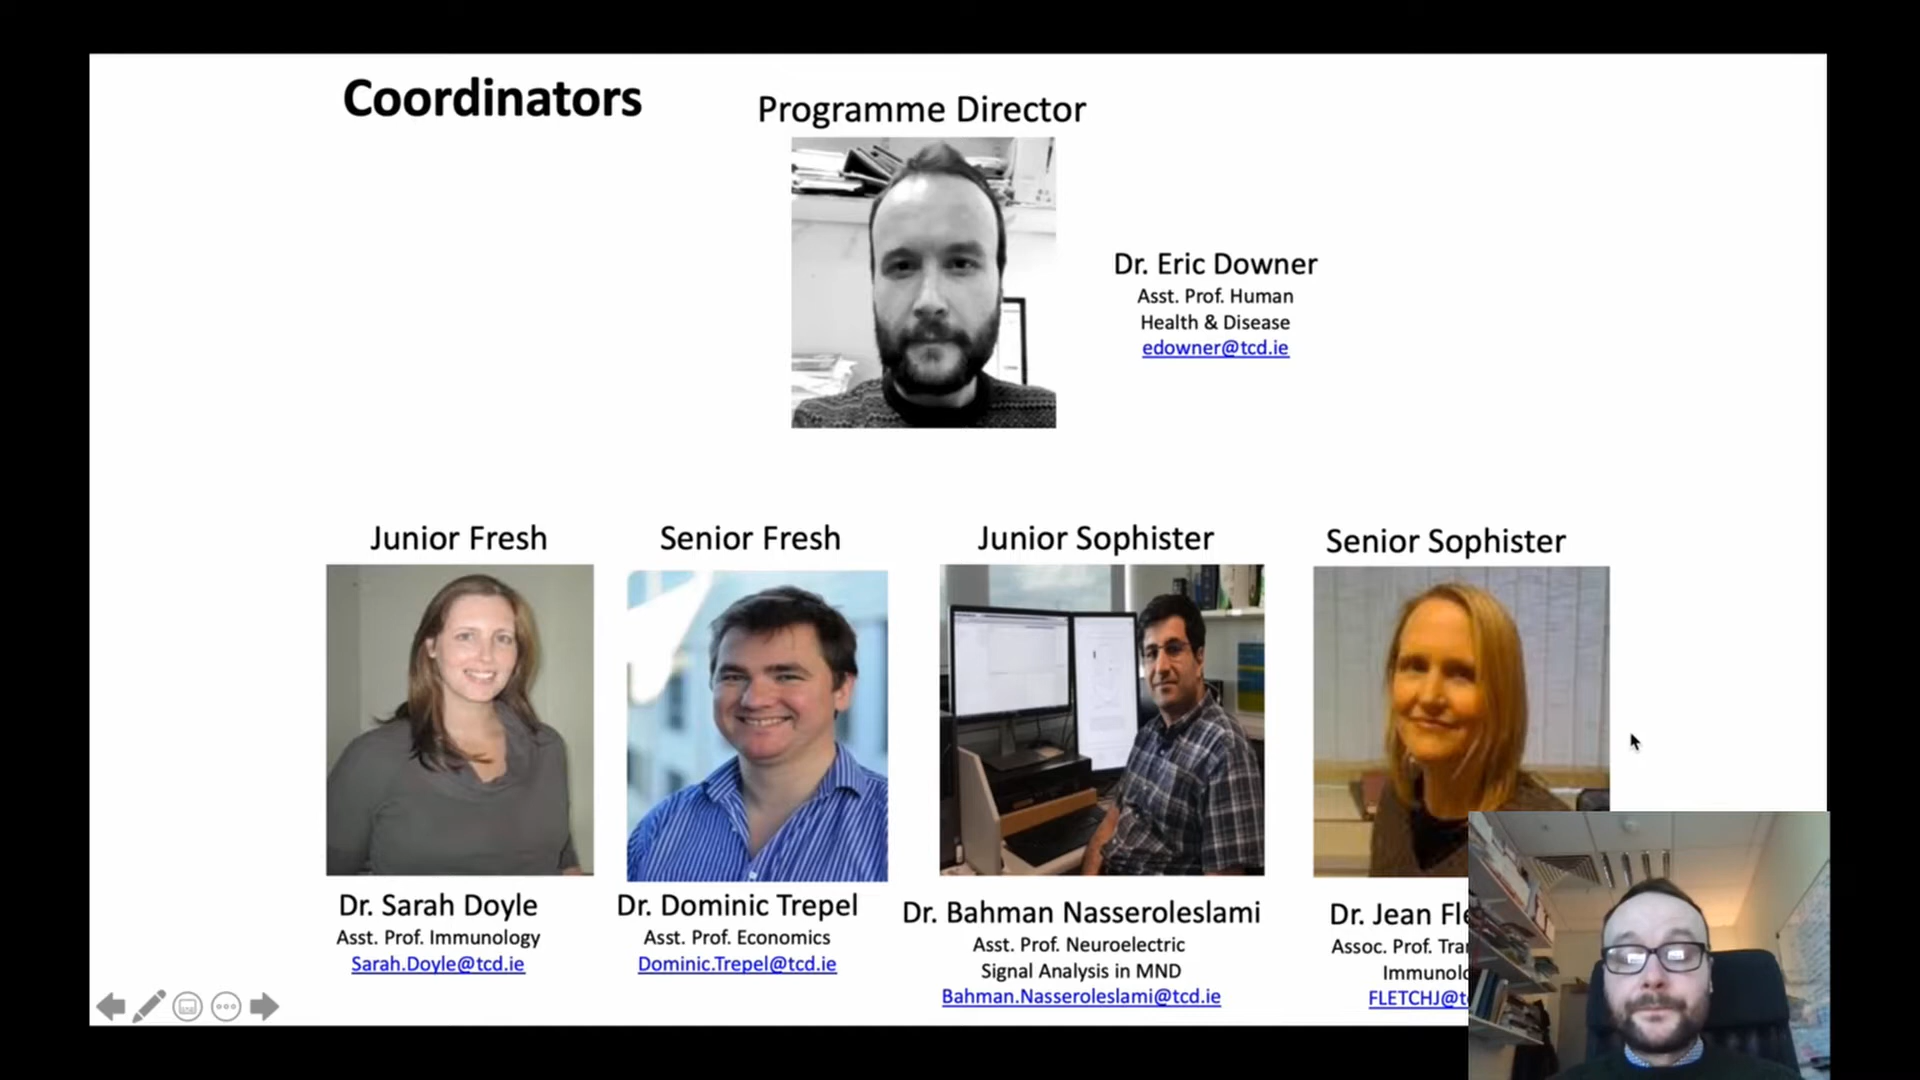 Coordinators
Programme Director
Dr. Eric Downer
Asst. Prof. Human
Health & Disease
edowner@tcd.ie
Junior Fresh
Senior Fresh
Junior Sophister
Senior Sophister
Dr. Sarah Doyle
Asst. Prof. Immunology
Sarah.Doyle@tcd.ie
Dr. Dominic Trepel
Asst. Prof. Economics
Dominic.Trepel@tcd.ie
Dr. Bahman Nasseroleslami
Asst. Prof. Neuroelectric
Signal Analysis in MND
Bahman.Nasseroleslami@tcd.ie
Dr. Jean
Assoc. Prof.